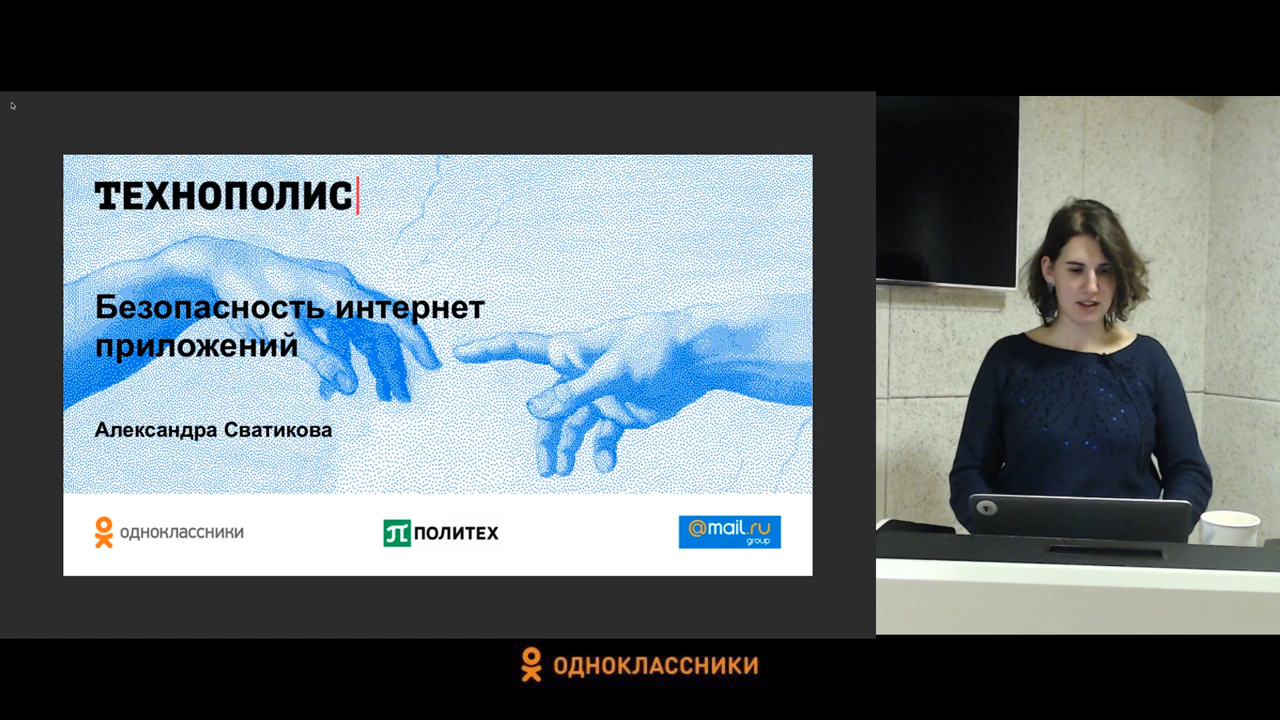 ТЕХНОПОЛИС
Безопасность интернет
приложений
Александра Сватикова
одноклассники
ПОЛИТЕХ
@mail.ru
group
ОДНОКЛАССНИКИ